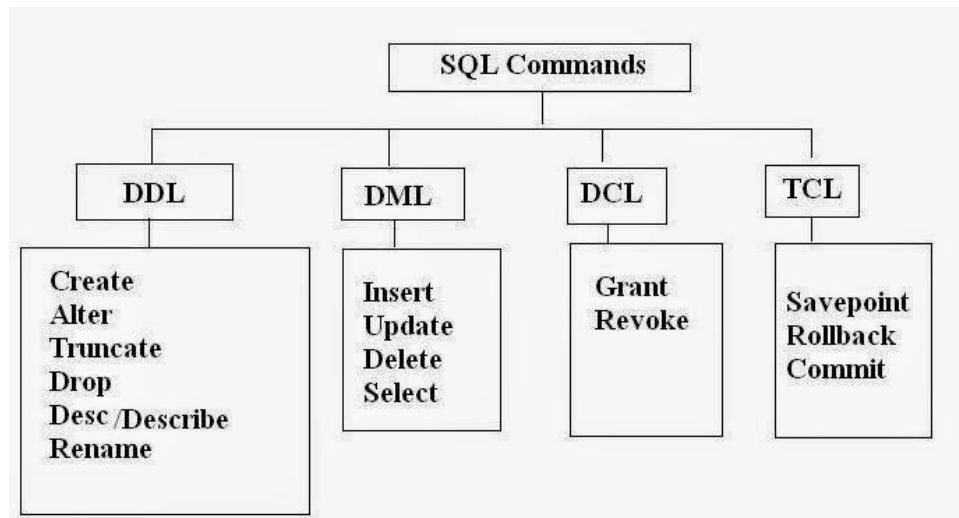 SQL Commands
DDL
DML
DCL
TCL
Create
Alter
Truncate
Drop
Desc /Describe
Rename
Insert
Update
Delete
Select
Grant
Revoke
Savepoint
Rollback
Commit